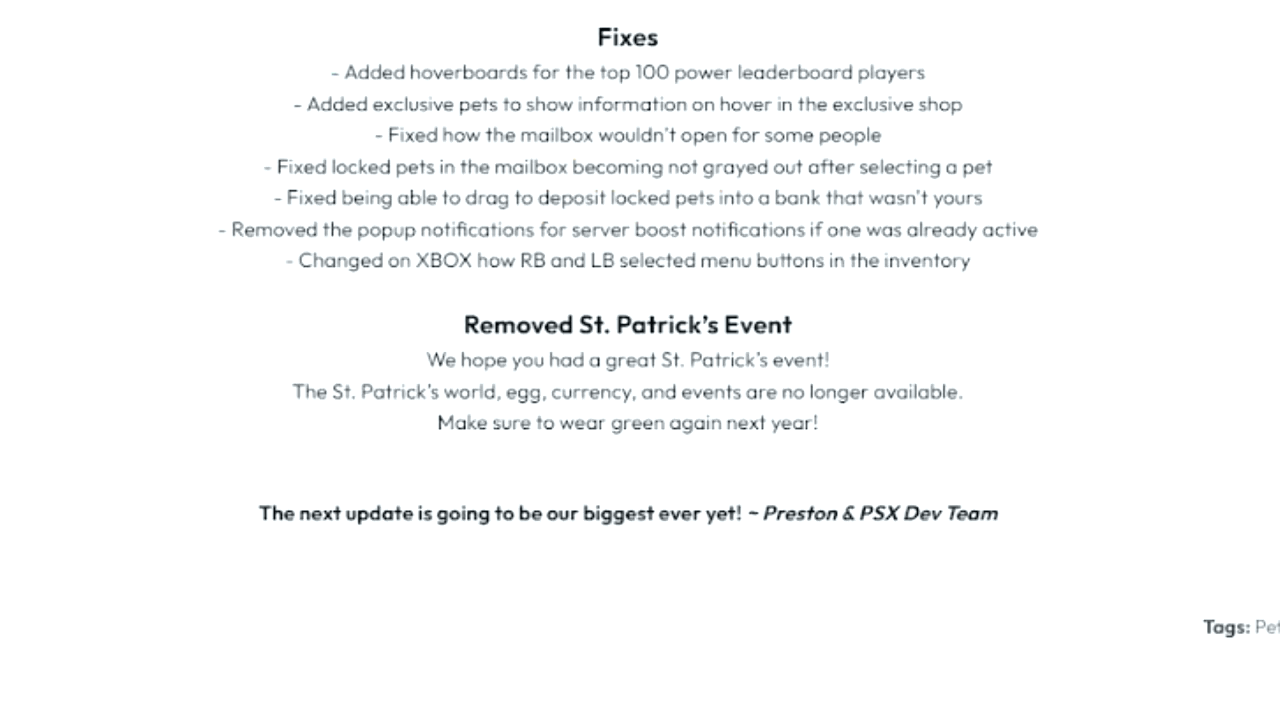 Fixes
- Added hoverboards for the top 100 power leaderboard players
- Added exclusive pets to show information on hover in the exclusive shop
- Fixed how the mailbox wouldn't open for some people
- Fixed locked pets in the mailbox becoming not grayed out after selecting a pet
- Fixed being able to drag to deposit locked pets into a bank that wasn't yours
- Removed the popup notifications for server boost notifications if one was already active
- Changed on XBOX how RB and LB selected menu buttons in the inventory
Removed St. Patrick's Event
We hope you had a great St. Patrick's event!
The St. Patrick's world, egg, currency, and events are no longer available.
Make sure to wear green again next year!
The next update is going to be our biggest ever yet! ~ Preston & PSX Dev Team
Tags: Pet